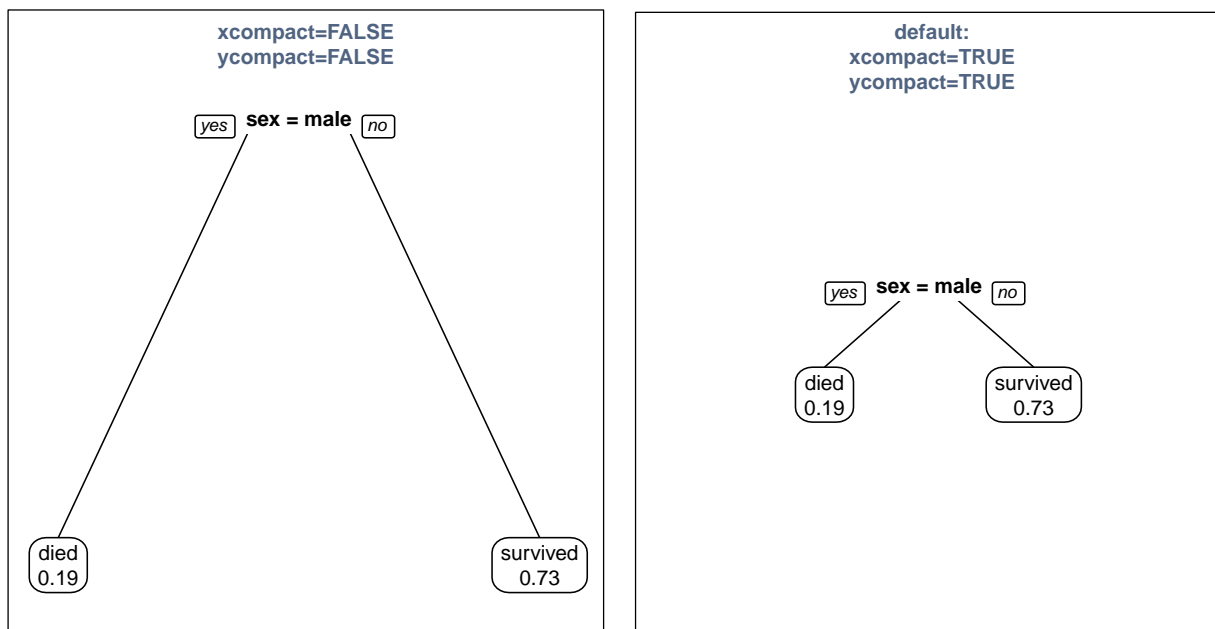 xcompact=FALSE
ycompact=FALSE
yes sex = male no
died
0.19
survived
0.73
default:
xcompact=TRUE
ycompact=TRUE
yes sex = male no
died
0.19
survived
0.73